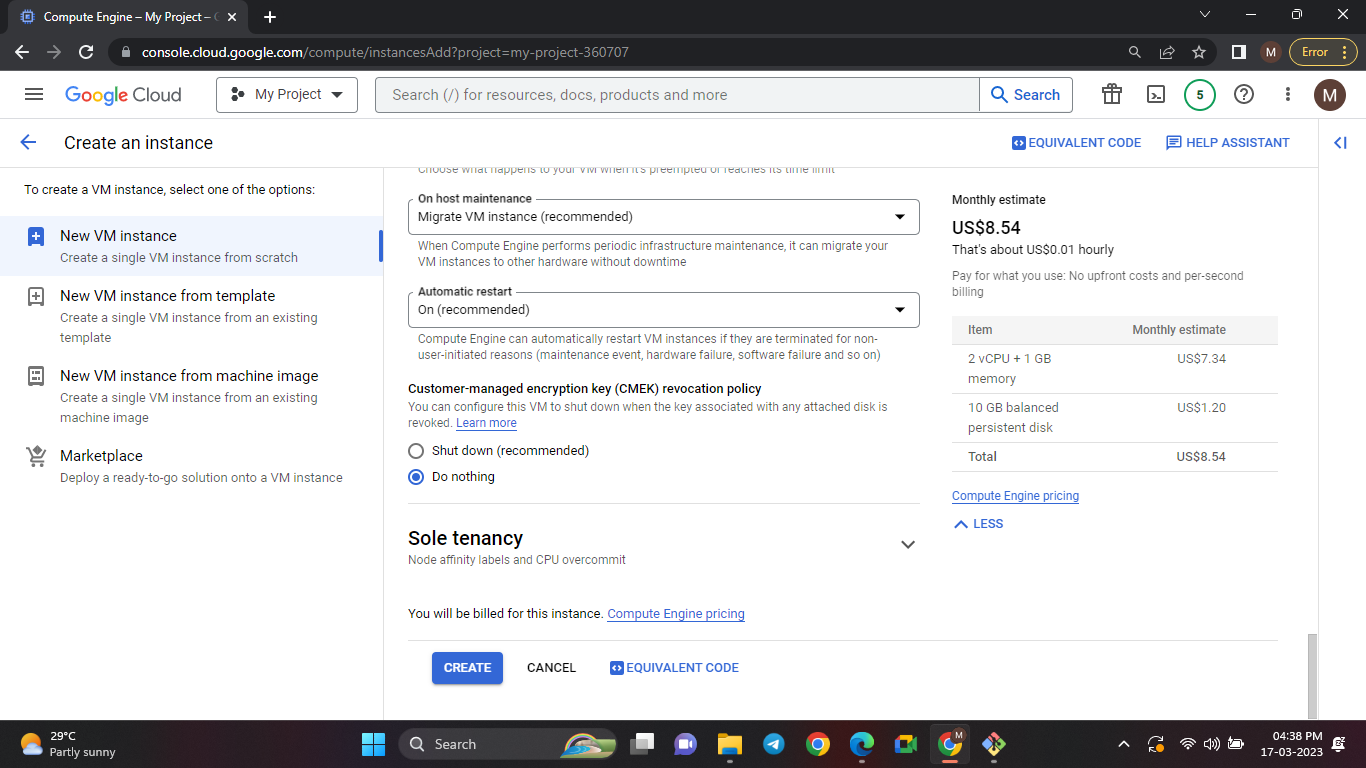 Compute Engine – My Project –
console.cloud.google.com/compute/instancesAdd?project=my-project-360707
M
Error
Google Cloud
My Project
Search (/) for resources, docs, products and more
Search
5
M
Create an instance
EQUIVALENT CODE
HELP ASSISTANT
To create a VM instance, select one of the options:
New VM instance
Create a single VM instance from scratch
New VM instance from template
Create a single VM instance from an existing
template
New VM instance from machine image
Create a single VM instance from an existing
machine image
Marketplace
Deploy a ready-to-go solution onto a VM instance
Choose what happens to your VM when it's preempted or reaches its time limit
On host maintenance
Migrate VM instance (recommended)
When Compute Engine performs periodic infrastructure maintenance, it can migrate your
VM instances to other hardware without downtime
Automatic restart
On (recommended)
Compute Engine can automatically restart VM instances if they are terminated for non-
user-initiated reasons (maintenance event, hardware failure, software failure and so on)
Customer-managed encryption key (CMEK) revocation policy
You can configure this VM to shut down when the key associated with any attached disk is
revoked. Learn more
Shut down (recommended)
Do nothing
Sole tenancy
Node affinity labels and CPU overcommit
You will be billed for this instance. Compute Engine pricing
CREATE
CANCEL
EQUIVALENT CODE
Monthly estimate
US$8.54
That's about US$0.01 hourly
Pay for what you use: No upfront costs and per-second
billing
Item Monthly estimate
2 vCPU + 1 GB
memory
US$7.34
10 GB balanced
persistent disk
US$1.20
Total US$8.54
Compute Engine pricing
LESS
29°C
Partly sunny
Search
M
04:38 PM
17-03-2023